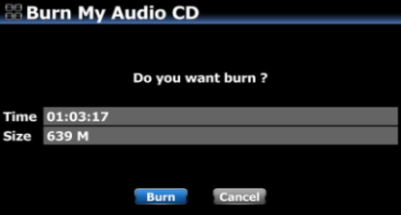 Burn My Audio CD
Do you want burn ?
Time 01:03:17
Size 639 M
Burn Cancel